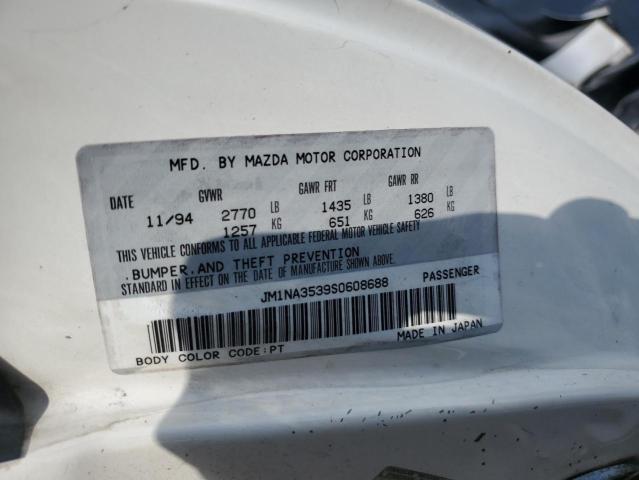 MFD. BY MAZDA MOTOR CORPORATION
DATE GVWR GAWR FRT GAWR RR
11/94 2770 LB 1435 LB 1380 LB
1257 KG 651 KG 626 KG
THIS VEHICLE CONFORMS TO ALL APPLICABLE FEDERAL MOTOR VEHICLE SAFETY
,BUMPER,AND THEFT PREVENTION
STANDARD IN EFFECT ON THE DATE OF MANUFACTURE SHOWN ABOVE.
JM1NA3539S0608688 PASSENGER
BODY COLOR CODE:PT MADE IN JAPAN